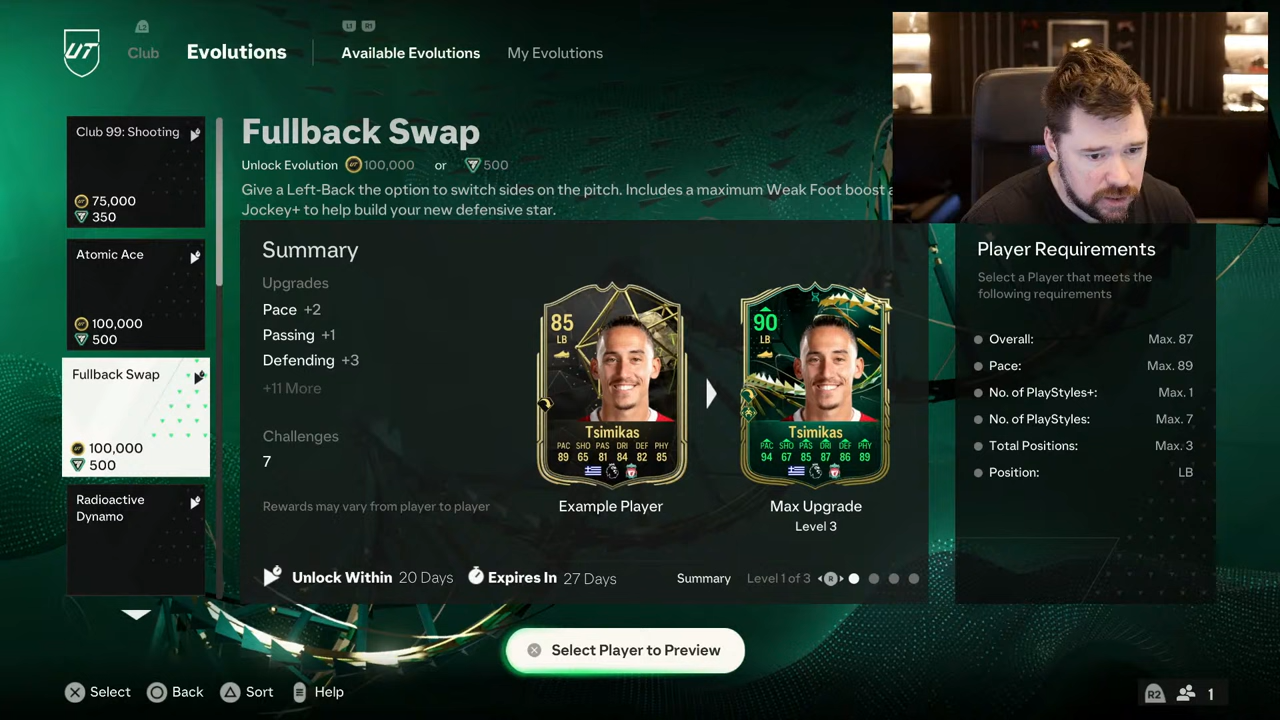 L2
L1 R1
UT
Club
Evolutions
Available Evolutions
My Evolutions
Club 99: Shooting
75,000
350
Atomic Ace
100,000
500
Fullback Swap
100,000
500
Radioactive
Dynamo
Fullback Swap
Unlock Evolution UT 100,000 or 500
Give a Left-Back the option to switch sides on the pitch. Includes a maximum Weak Foot boost
Jockey+ to help build your new defensive star.
Summary
Upgrades
Pace +2
Passing +1
Defending +3
+11 More
Challenges
7
Rewards may vary from player to player
85
LB
Tsimikas
PAC SHO PAS DRI DEF PHY
89 65 81 84 82 85
Example Player
90
LB
Tsimikas
PAC SHO PAS DRI DEF PHY
94 67 85 87 86 89
Max Upgrade
Level 3
Unlock Within 20 Days
Expires In 27 Days
Summary
Level 1 of 3
R
Player Requirements
Select a Player that meets the
following requirements
Overall: Max. 87
Pace: Max. 89
No. of PlayStyles+: Max. 1
No. of PlayStyles: Max. 7
Total Positions: Max. 3
Position: LB
Select Player to Preview
Select
Back
Sort
Help
R2
1